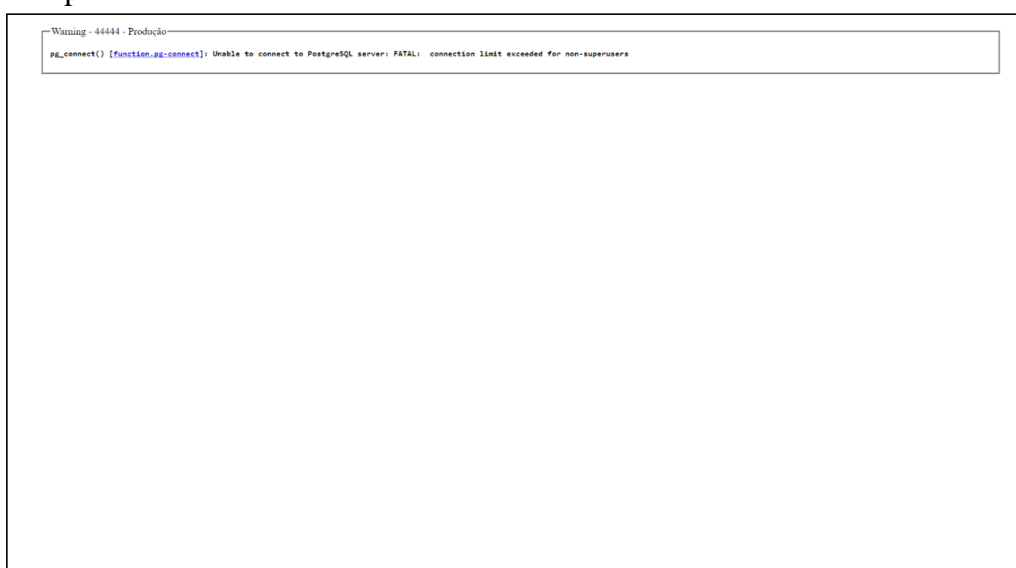 Warning - 44444 - Produção
pg_connect() [function.pg-connect]: Unable to connect to PostgreSQL server: FATAL:  connection limit exceeded for non-superusers